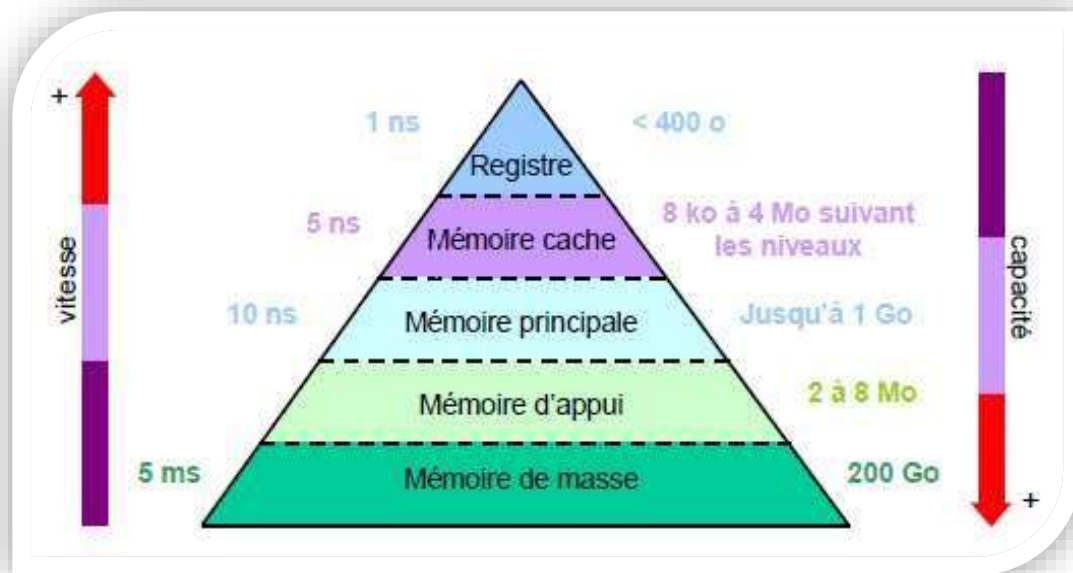 +
vitesse
1 ns
Registre
< 400 o
5 ns
Mémoire cache
8 ko à 4 Mo suivant
les niveaux
10 ns
Mémoire principale
Jusqu'à 1 Go
Mémoire d'appui
2 à 8 Mo
5 ms
Mémoire de masse
200 Go
capacité
+